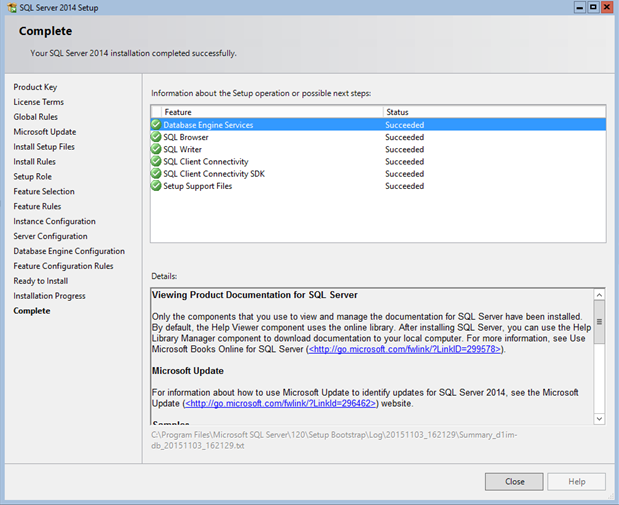 SQL Server 2014 Setup
Complete
Your SQL Server 2014 installation completed successfully.
Product Key
License Terms
Global Rules
Microsoft Update
Install Setup Files
Install Rules
Setup Role
Feature Selection
Feature Rules
Instance Configuration
Server Configuration
Database Engine Configuration
Feature Configuration Rules
Ready to Install
Installation Progress
Complete
Information about the Setup operation or possible next steps:
Feature Status
Database Engine Services Succeeded
SQL Browser Succeeded
SQL Writer Succeeded
SQL Client Connectivity Succeeded
SQL Client Connectivity SDK Succeeded
Setup Support Files Succeeded
Details:
Viewing Product Documentation for SQL Server
Only the components that you use to view and manage the documentation for SQL Server have been installed.
By default, the Help Viewer component uses the online library. After installing SQL Server, you can use the Help
Library Manager component to download documentation to your local computer. For more information, see Use
Microsoft Books Online for SQL Server (<http://go.microsoft.com/fwlink/?LinkID=299578>).
Microsoft Update
For information about how to use Microsoft Update to identify updates for SQL Server 2014, see the Microsoft
Update (<http://go.microsoft.com/fwlink/?LinkId=296462>) website.
Samples
C:\Program Files\Microsoft SQL Server\120\Setup Bootstrap\Log\20151103_162129\Summary_d1im-
db_20151103_162129.txt
Close Help